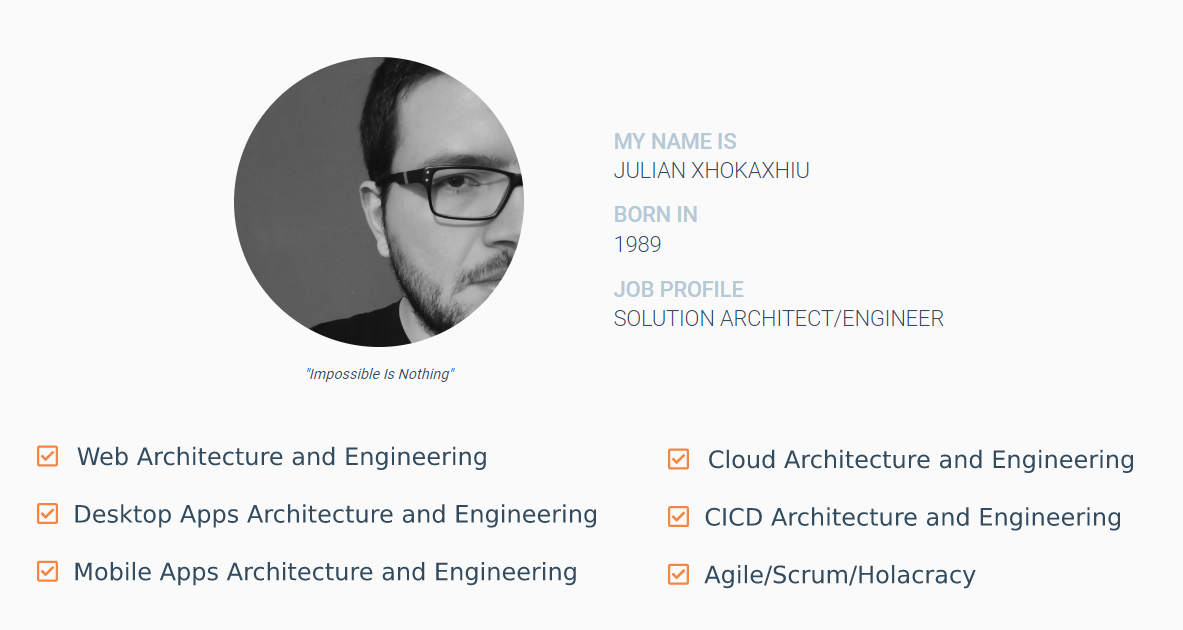 MY NAME IS
JULIAN XHOKAXHIU
BORN IN
1989
JOB PROFILE
SOLUTION ARCHITECT/ENGINEER
"Impossible Is Nothing"
Web Architecture and Engineering
Desktop Apps Architecture and Engineering
Mobile Apps Architecture and Engineering
Cloud Architecture and Engineering
CICD Architecture and Engineering
Agile/Scrum/Holacracy